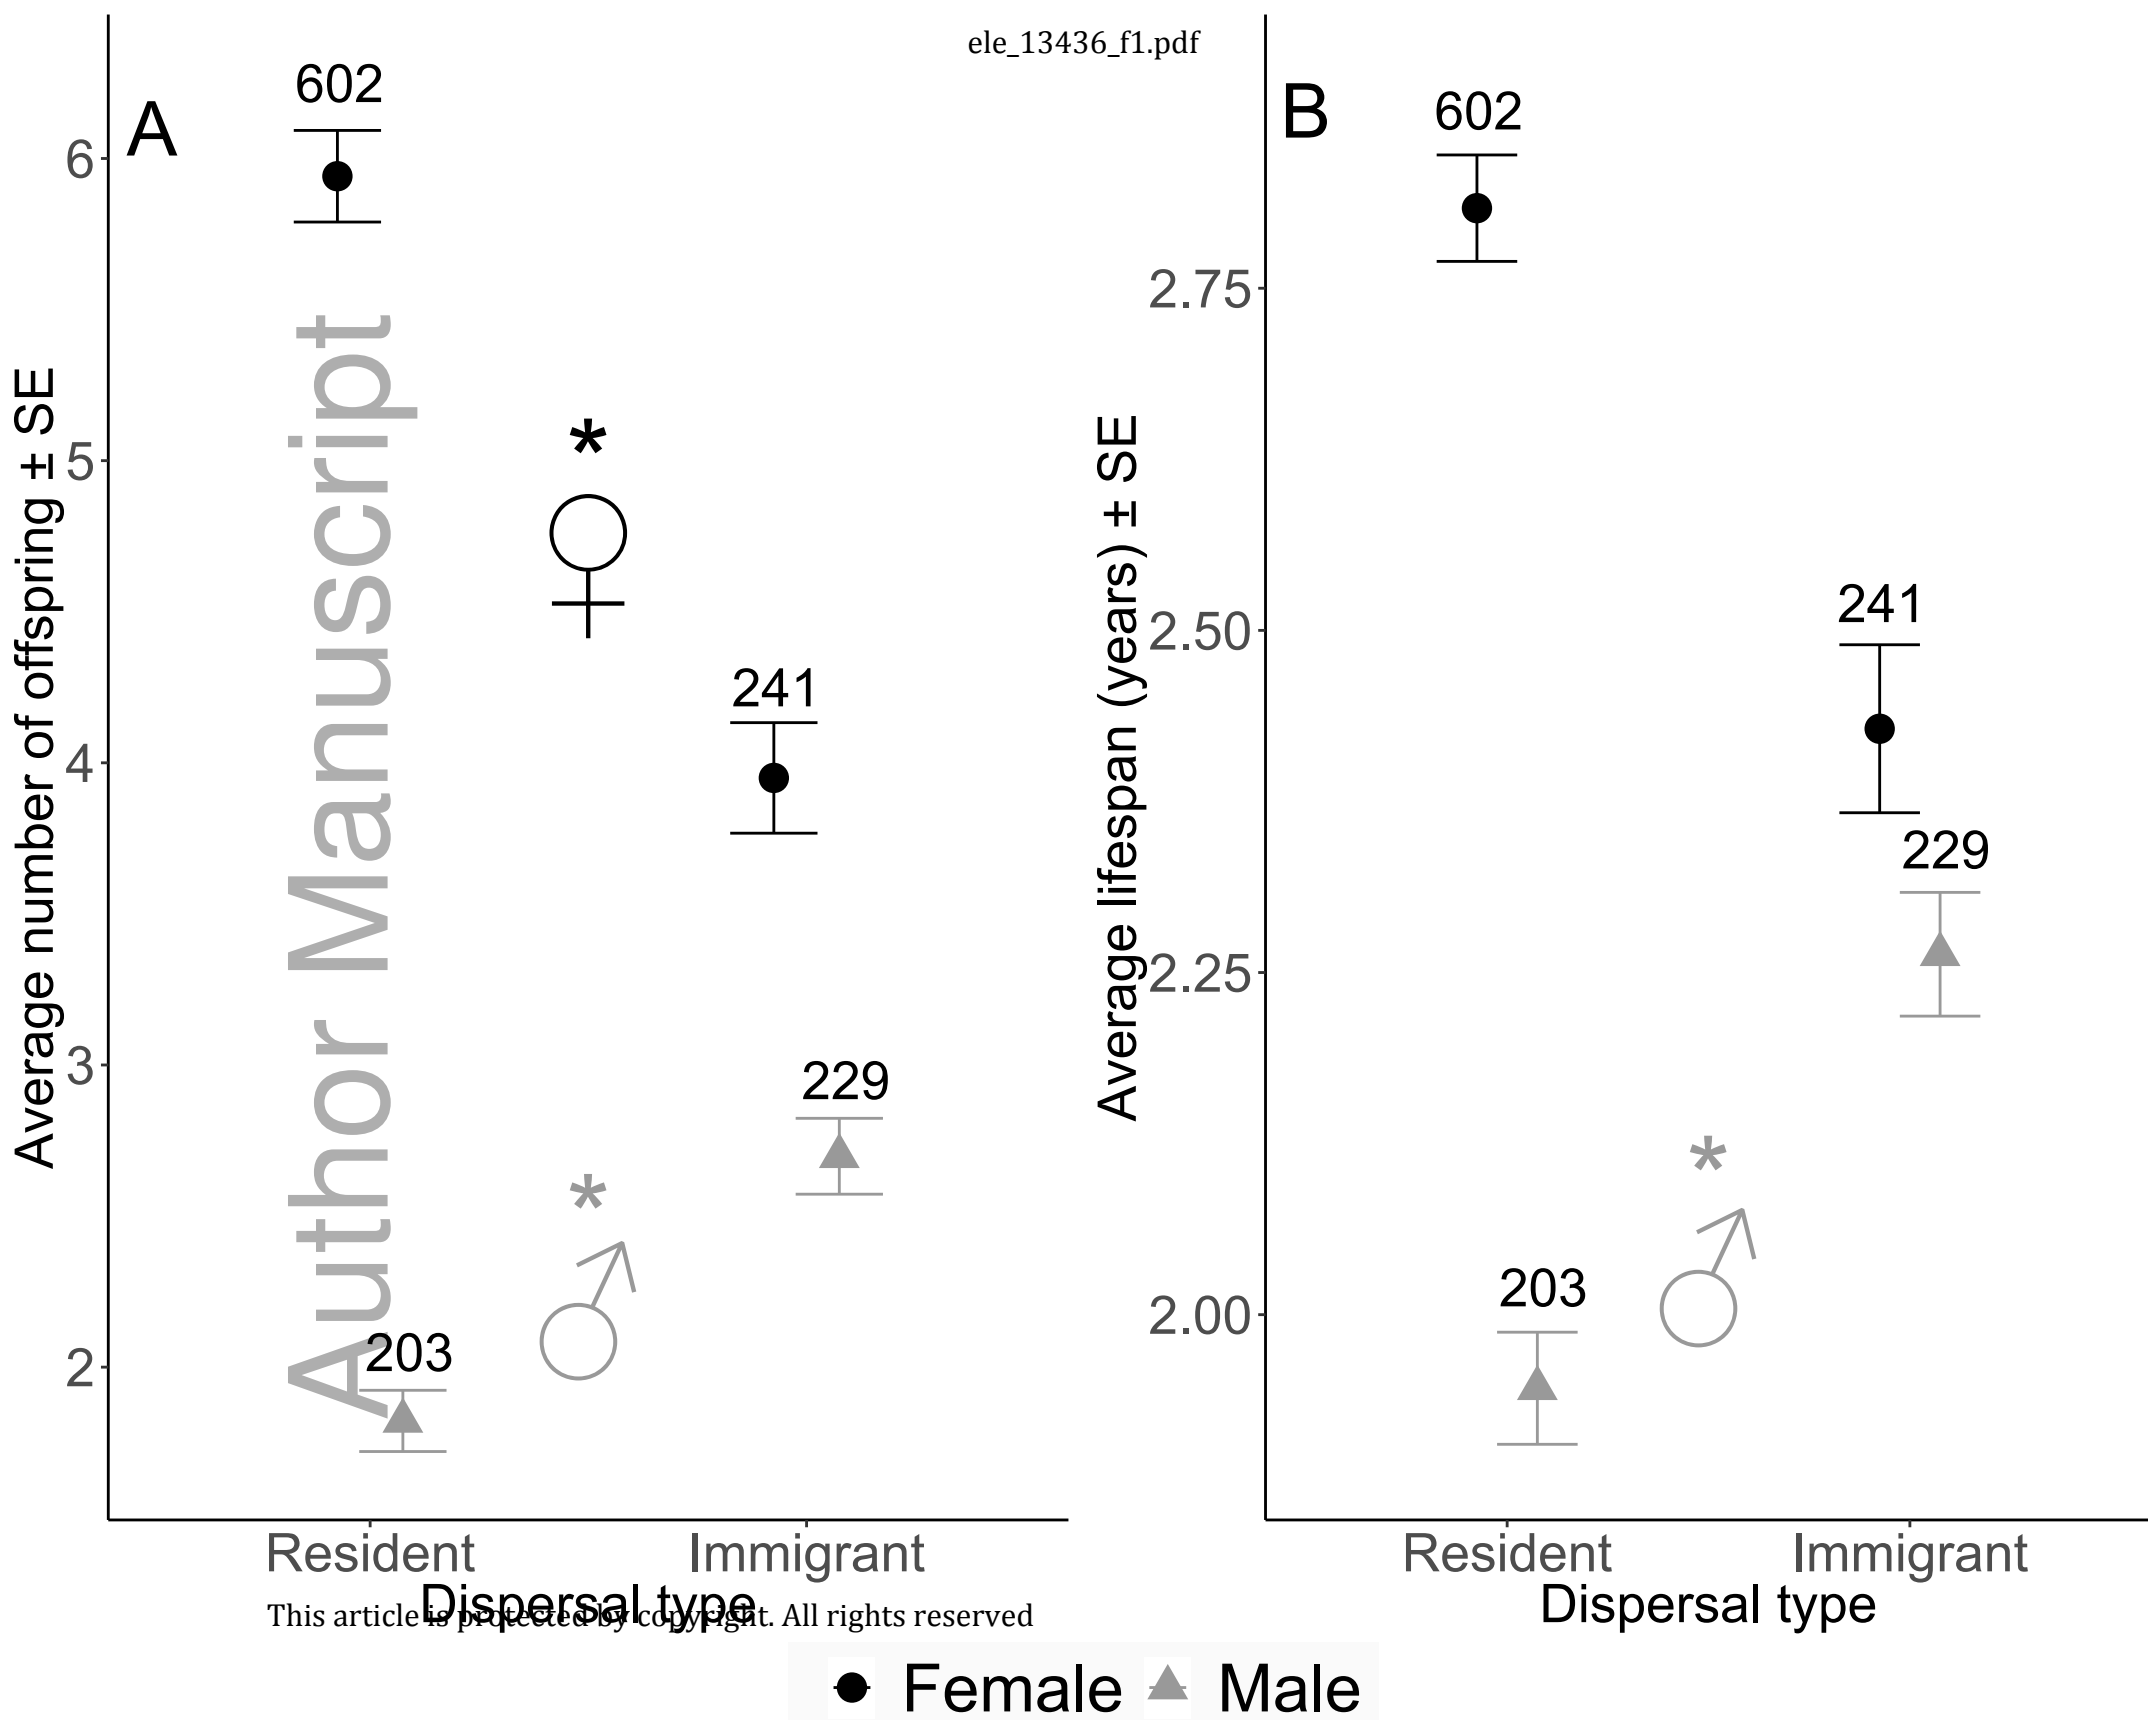 ele_13436_f1.pdf
A
602
241
229
203
*
*
6
5
4
3
2
Average number of offspring ± SE
Author Manuscript
Resident
Immigrant
Dispersal type
B
602
241
229
203
*
2.75
2.50
2.25
2.00
Average lifespan (years) ± SE
Resident
Immigrant
Dispersal type
This article is protected by copyright. All rights reserved
Female
Male